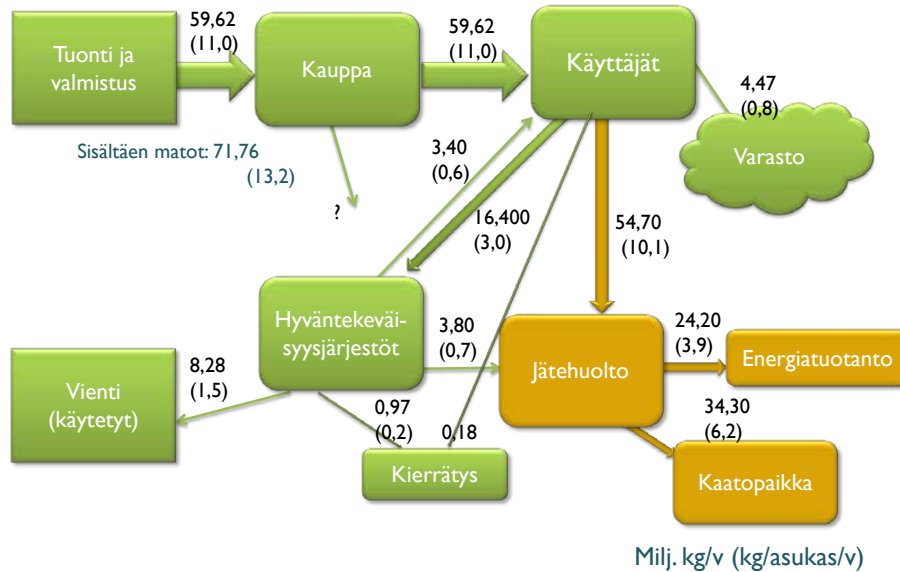 59,62
(11,0)
Tuonti ja
valmistus
Kauppa
59,62
(11,0)
Käyttäjät
4,47
(0,8)
Varasto
Sisältäen matot: 71,76
(13,2)
?
3,40
(0,6)
16,400
(3,0)
54,70
(10,1)
Hyväntekeväi-
syysjärjestöt
3,80
(0,7)
Jätehuolto
24,20
(3,9)
Energiatuotanto
Vienti
(käytetyt)
8,28
(1,5)
0,97
(0,2)
0,18
Kierrätys
34,30
(6,2)
Kaatopaikka
Milj. kg/v (kg/asukas/v)